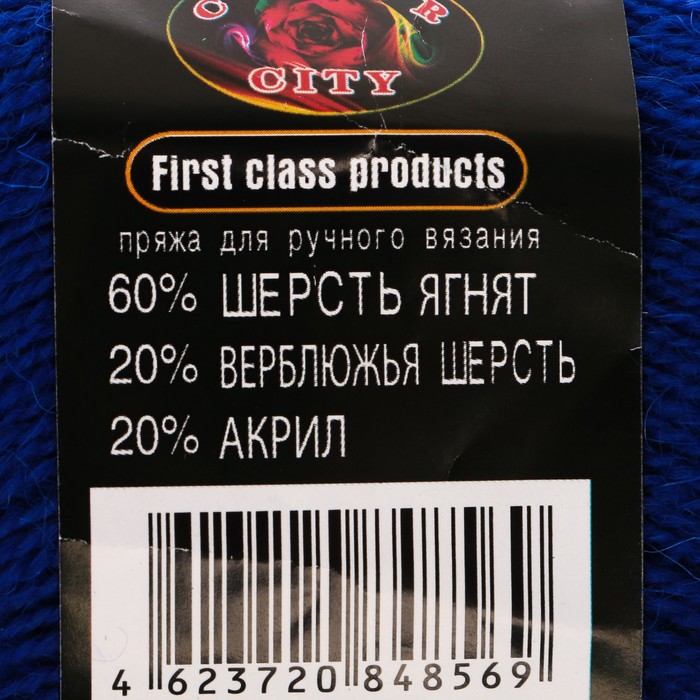 CITY
First class products
пряжа для ручного вязания
60% ШЕРСТЬ ЯГНЯТ
20% ВЕРБЛЮЖЬЯ ШЕРСТЬ
20% АКРИЛ
4 623720 848569